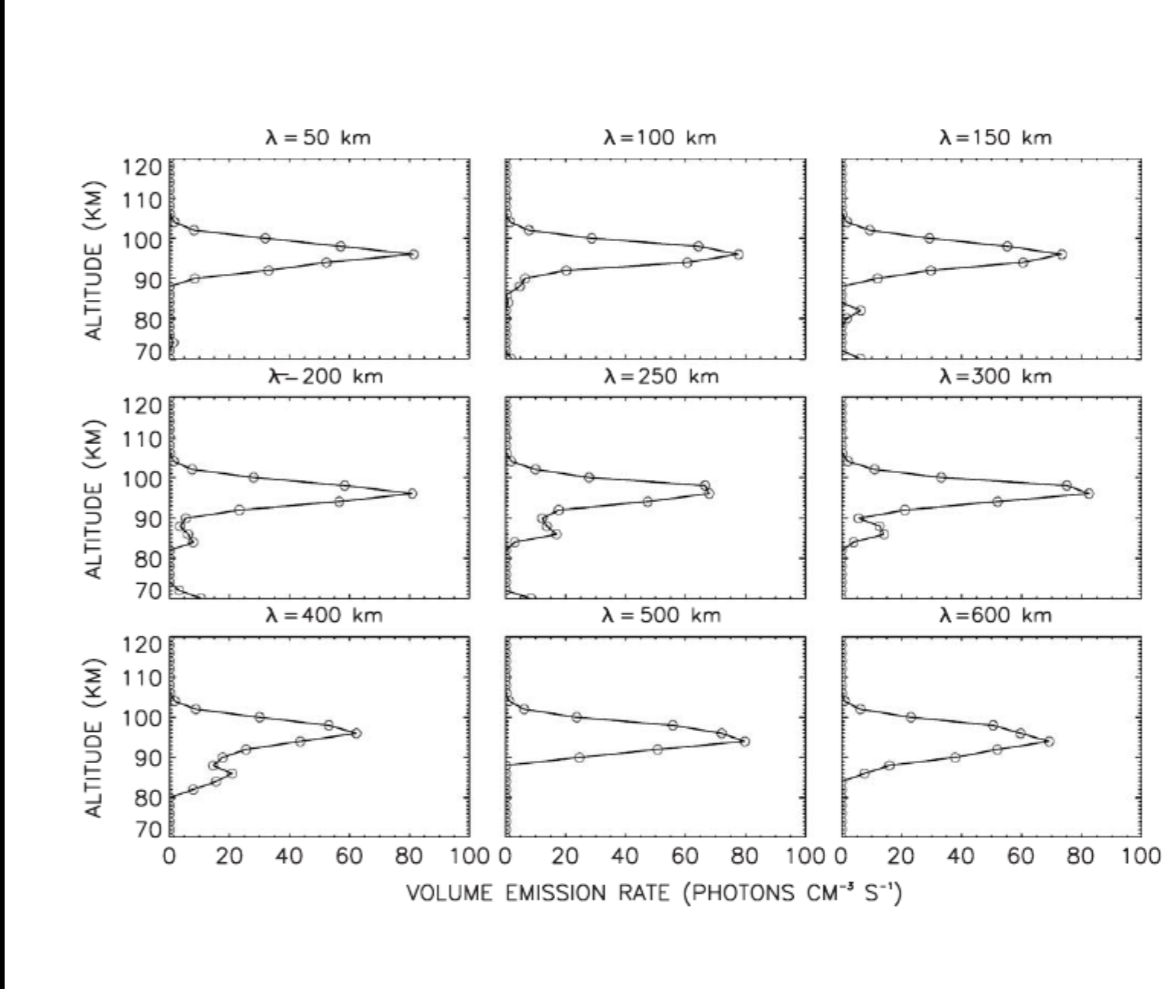 λ = 50 km
λ = 100 km
λ = 150 km
ALTITUDE (KM)
120
110
100
90
80
70
λ – 200 km
λ = 250 km
λ = 300 km
ALTITUDE (KM)
120
110
100
90
80
70
λ = 400 km
λ = 500 km
λ = 600 km
ALTITUDE (KM)
120
110
100
90
80
70
0 20 40 60 80 100 0 20 40 60 80 100 0 20 40 60 80 100
VOLUME EMISSION RATE (PHOTONS CM⁻³ S⁻¹)